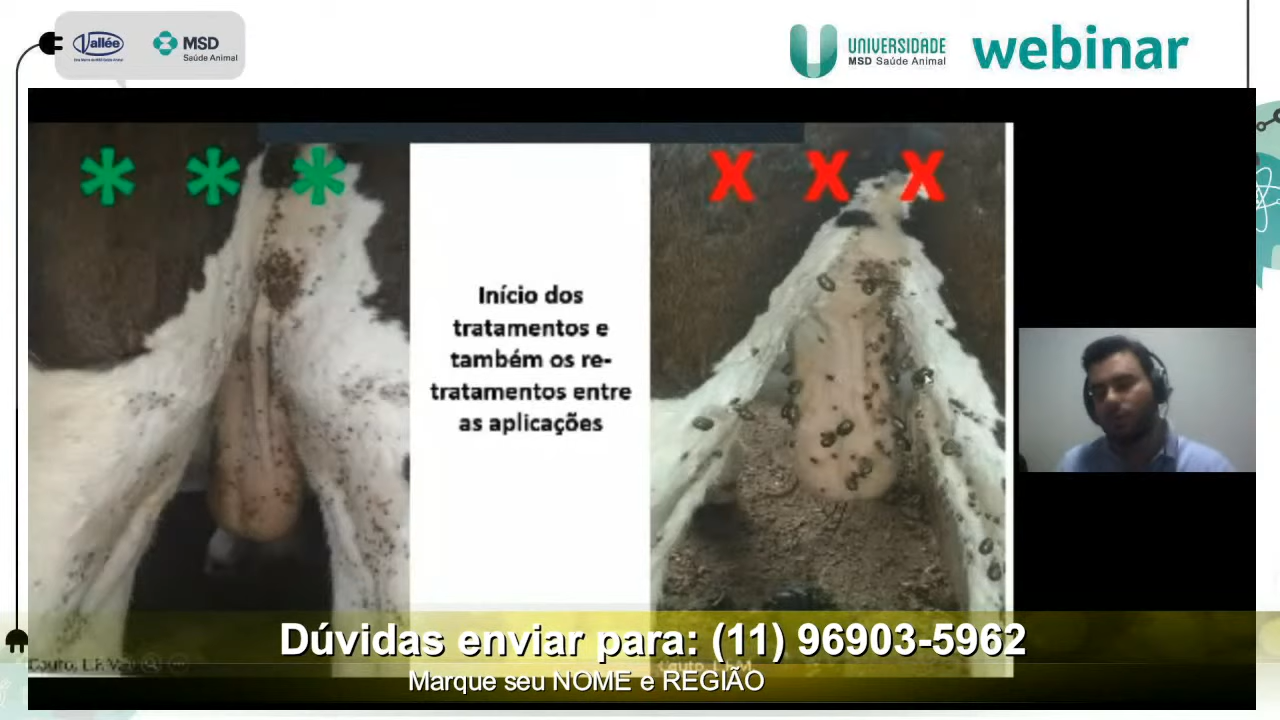 Vallée
MSD
Saúde Animal
UNIVERSIDADE
MSD Saúde Animal
webinar
* * *
X X X
Início dos
tratamentos e
também os re-
tratamentos entre
as aplicações
Dúvidas enviar para: (11) 96903-5962
Marque seu NOME e REGIÃO